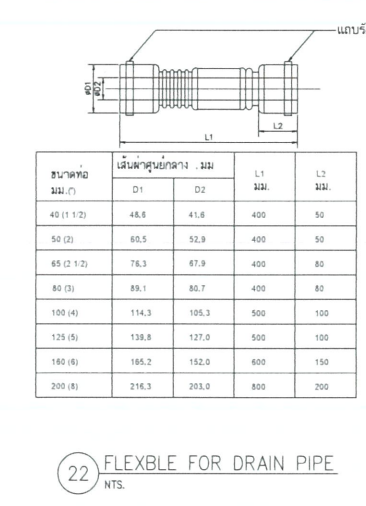 แถบรั
øD1
øD2
L2
L1
ขนาดท่อ มม.(") | เส้นผ่าศูนย์กลาง . มม | L1 มม. | L2 มม.
D1 | D2
40 (1 1/2) 48,6 41,6 400 50
50 (2) 60,5 52,9 400 50
65 (2 1/2) 76,3 67,9 400 80
80 (3) 89,1 80,7 400 80
100 (4) 114,3 105,3 500 100
125 (5) 139,8 127,0 500 100
160 (6) 165,2 152,0 600 150
200 (8) 216,3 203,0 800 200
22 FLEXBLE FOR DRAIN PIPE
NTS.